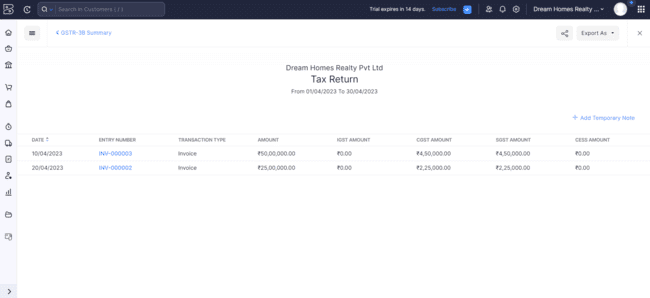 Search in Customers ( / )
Trial expires in 14 days. Subscribe
Dream Homes Realty ...
< GSTR-3B Summary
Export As
Dream Homes Realty Pvt Ltd
Tax Return
From 01/04/2023 To 30/04/2023
+ Add Temporary Note
DATE ENTRY NUMBER TRANSACTION TYPE AMOUNT IGST AMOUNT CGST AMOUNT SGST AMOUNT CESS AMOUNT
10/04/2023 INV-000003 Invoice ₹50,00,000.00 ₹0.00 ₹4,50,000.00 ₹4,50,000.00 ₹0.00
20/04/2023 INV-000002 Invoice ₹25,00,000.00 ₹0.00 ₹2,25,000.00 ₹2,25,000.00 ₹0.00